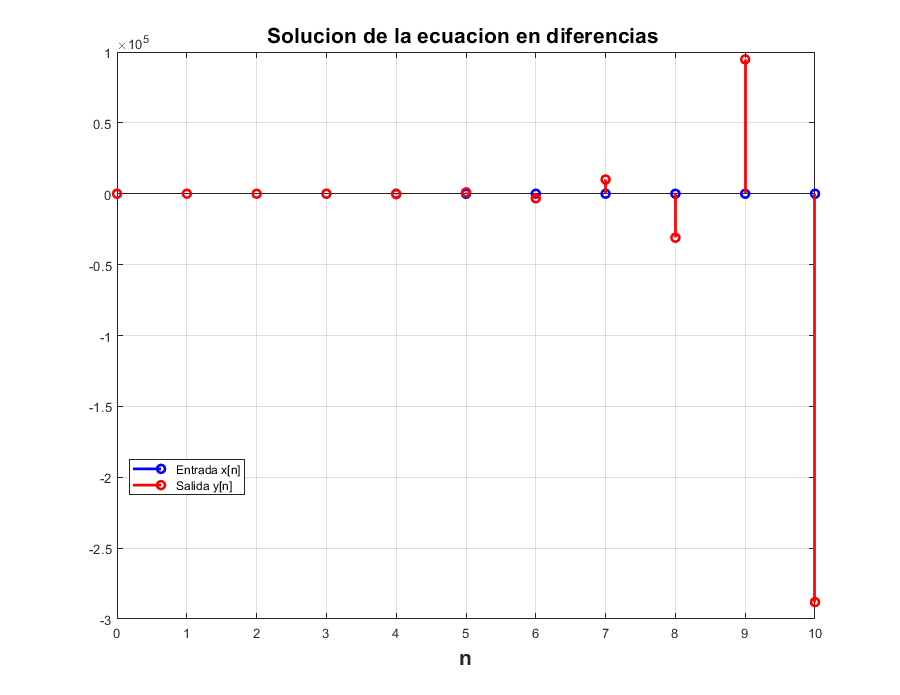 Solucion de la ecuacion en diferencias
×10^5
1
0.5
0
-0.5
-1
-1.5
-2
-2.5
-3
Entrada x[n]
Salida y[n]
0 1 2 3 4 5 6 7 8 9 10
n